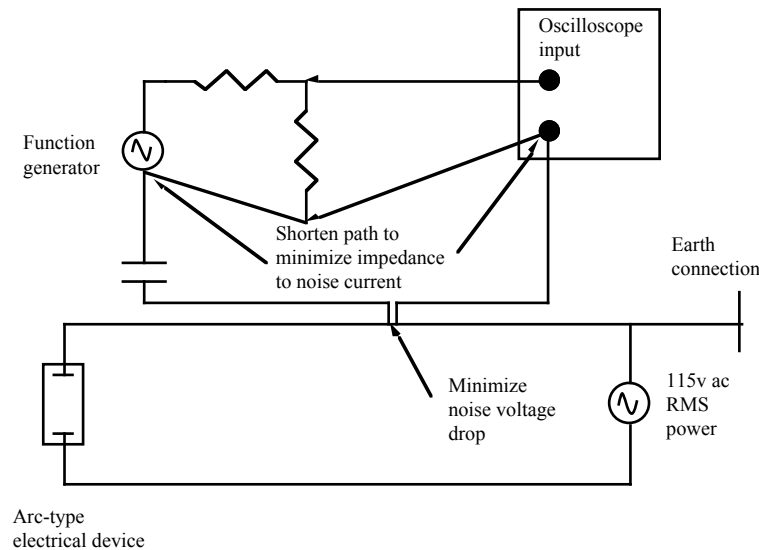 Oscilloscope
input
Function
generator
Shorten path to
minimize impedance
to noise current
Earth
connection
Minimize
noise voltage
drop
115v ac
RMS
power
Arc-type
electrical device